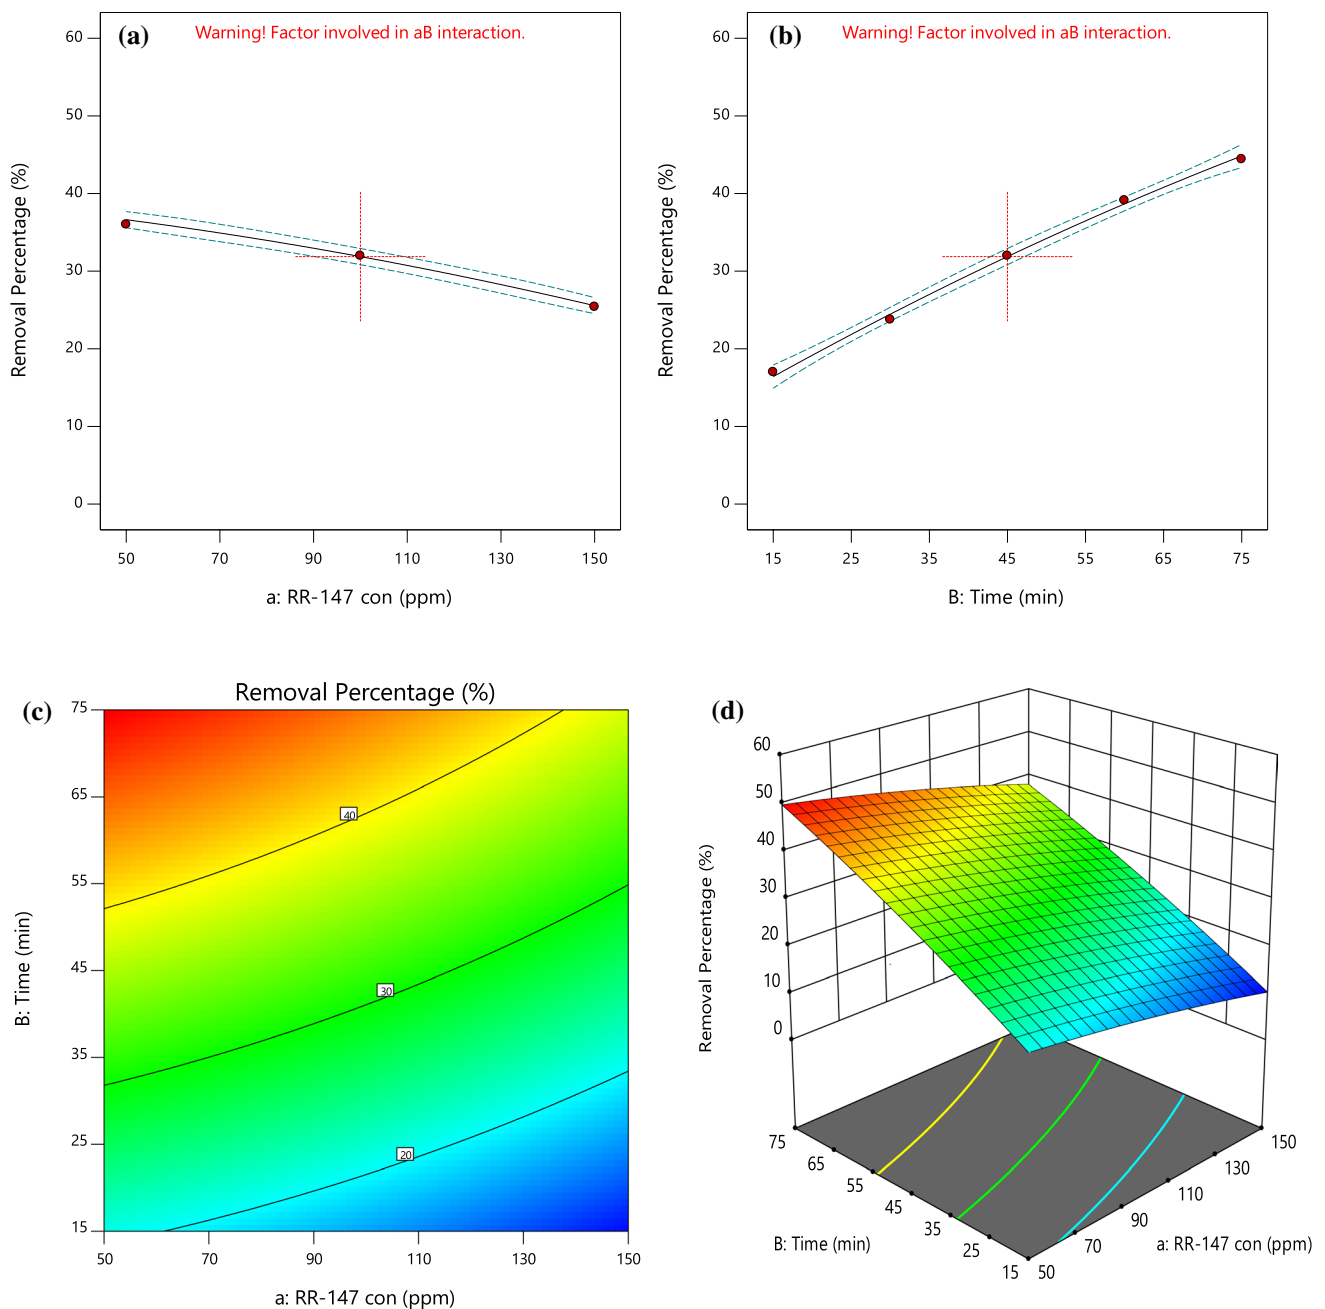 (a) Warning! Factor involved in aB interaction.
60
50
40
30
20
10
0
Removal Percentage (%)
50 70 90 110 130 150
a: RR-147 con (ppm)
(b) Warning! Factor involved in aB interaction.
60
50
40
30
20
10
0
Removal Percentage (%)
15 25 35 45 55 65 75
B: Time (min)
(c)
Removal Percentage (%)
75
65
55
45
35
25
15
B: Time (min)
40
30
20
50 70 90 110 130 150
a: RR-147 con (ppm)
(d)
60
50
40
30
20
10
0
Removal Percentage (%)
75
65
55
45
35
25
15
B: Time (min)
150
130
110
90
70
50
a: RR-147 con (ppm)